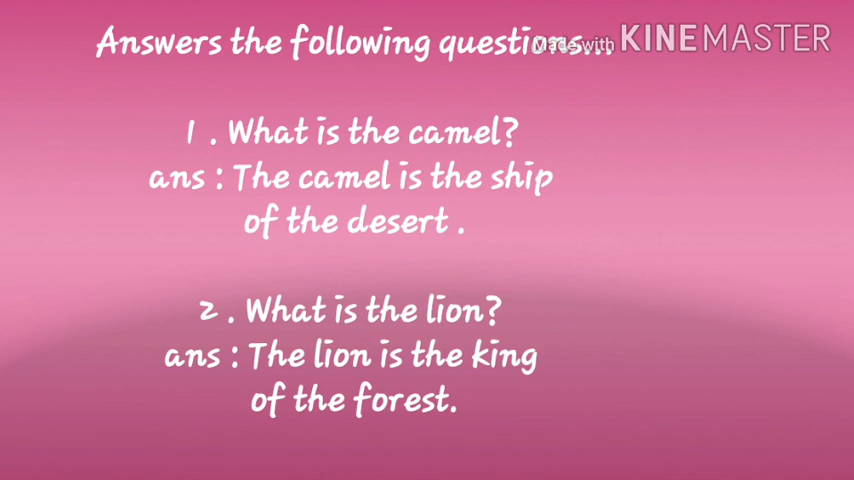 Answers the following questions...
Made with KINEMASTER
1 . What is the camel?
ans : The camel is the ship
of the desert .
2 . What is the lion?
ans : The lion is the king
of the forest.